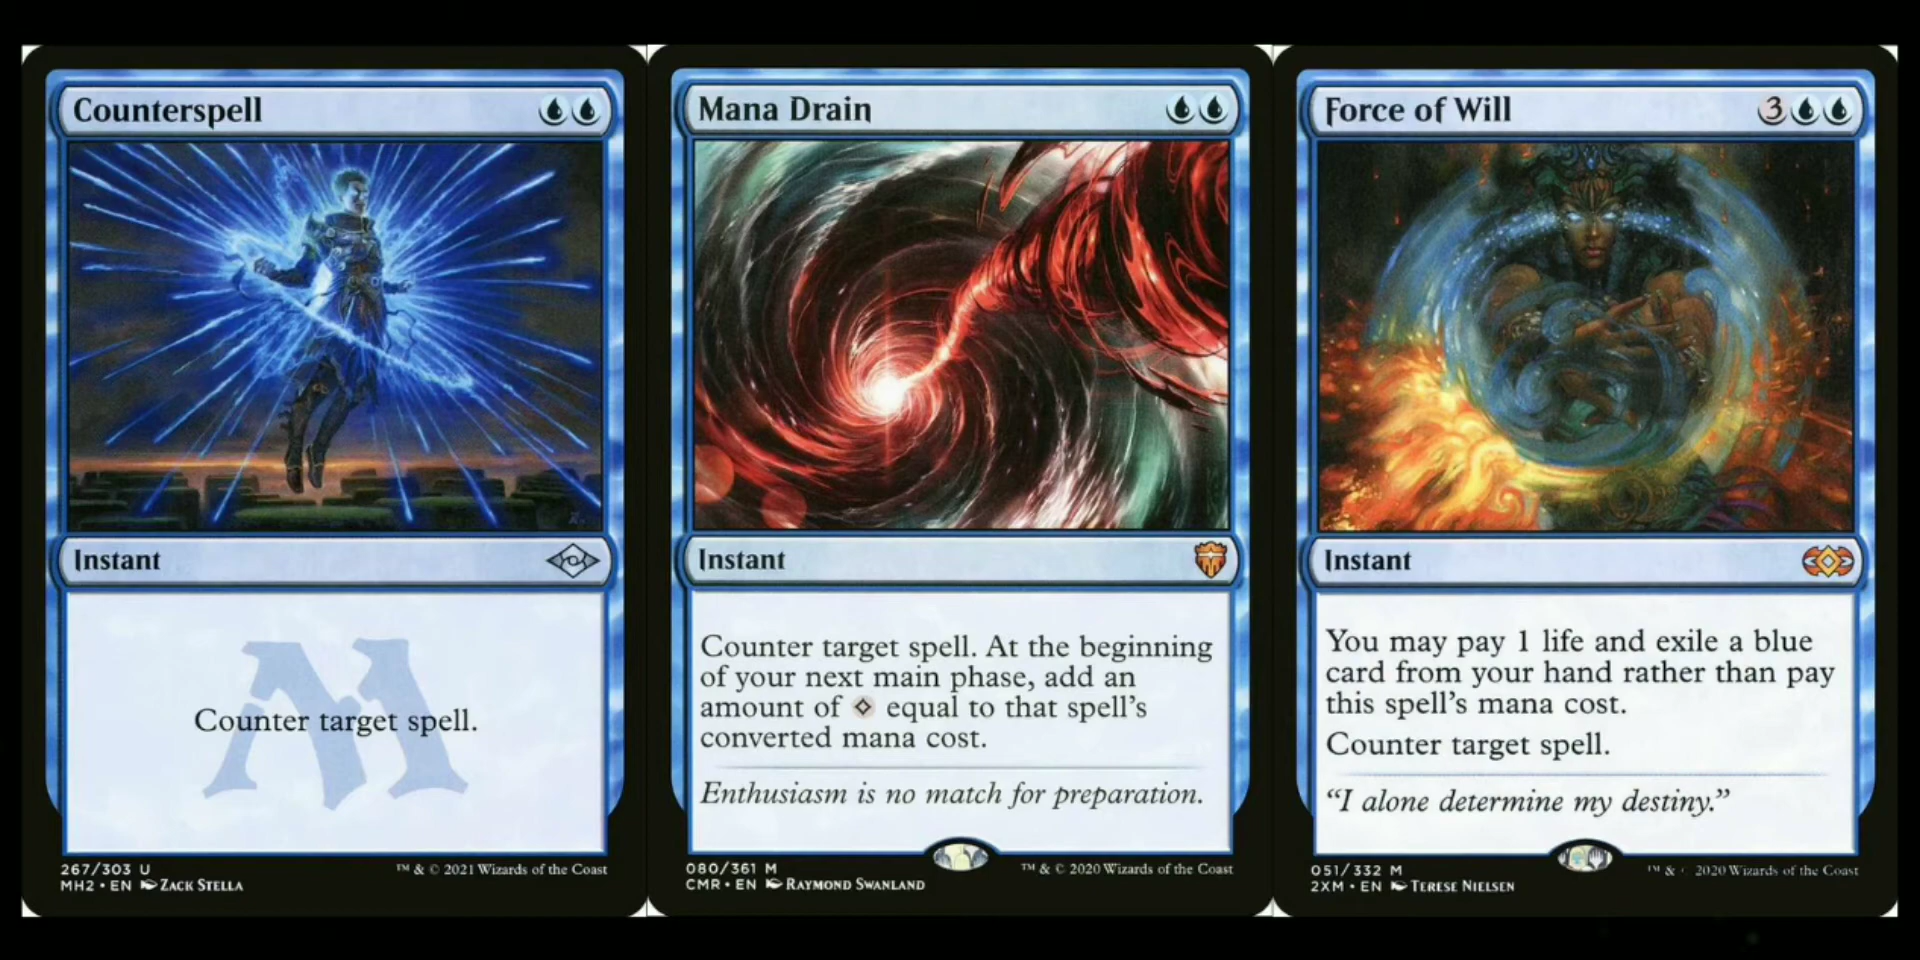 Counterspell
Instant
Counter target spell.
267/303 U
MH2 • EN ZACK STELLA
™ & © 2021 Wizards of the Coast
Mana Drain
Instant
Counter target spell. At the beginning
of your next main phase, add an
amount of equal to that spell's
converted mana cost.
Enthusiasm is no match for preparation.
080/361 M
CMR • EN RAYMOND SWANLAND
™ & © 2020 Wizards of the Coast
Force of Will
3
Instant
You may pay 1 life and exile a blue
card from your hand rather than pay
this spell's mana cost.
Counter target spell.
“I alone determine my destiny.”
051/332 M
2XM • EN TERESE NIELSEN
™ & 2020 Wizards of the Coast